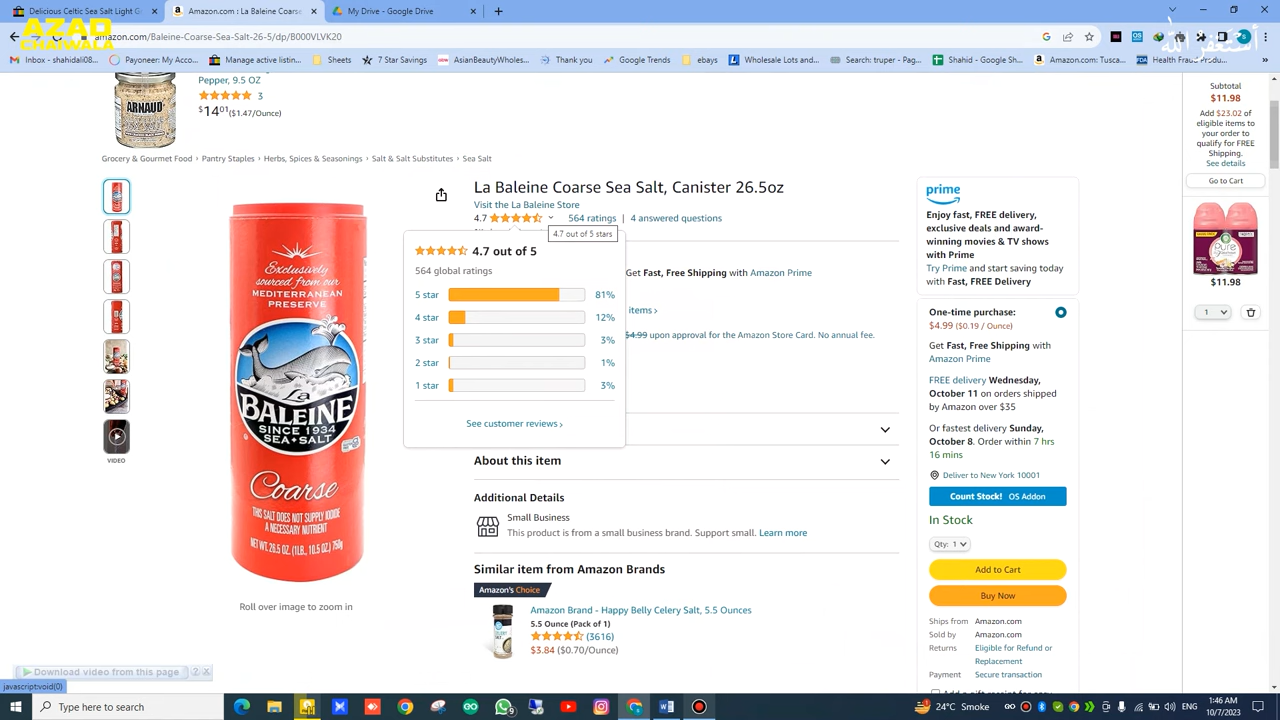 Delicious Celtic Sea Salt Light G
Amazon.com
AZAD
CHAIWALA
amazon.com/Baleine-Coarse-Sea-Salt-26-5/dp/B000VLVK20
أستغفر الله
Inbox - shahidali08...
Payoneer: My Acco...
Manage active listin...
Sheets
7 Star Savings
New
AsianBeautyWholes...
Thank you
Google Trends
ebays
Wholesale Lots and...
Search: truper - Pag...
Shahid - Google Sh...
Amazon.com: Tusca...
Health Fraud Produ...
Pepper, 9.5 OZ
3
$14.01 ($1.47/Ounce)
ARNAUD
Subtotal
$11.98
Add $23.02 of
eligible items to
your order to
qualify for FREE
Shipping.
See details
Go to Cart
$11.98
1
Grocery & Gourmet Food › Pantry Staples › Herbs, Spices & Seasonings › Salt & Salt Substitutes › Sea Salt
Exclusively
sourced from our
MEDITERRANEAN
PRESERVE
La
BALEINE
SINCE 1934
SEA•SALT
Coarse
THIS SALT DOES NOT SUPPLY IODIDE
A NECESSARY NUTRIENT
NET WT. 26.5 OZ. (1LB., 10.5 OZ.) 750g
VIDEO
Roll over image to zoom in
La Baleine Coarse Sea Salt, Canister 26.5oz
Visit the La Baleine Store
4.7 564 ratings | 4 answered questions
4.7 out of 5 stars
4.7 out of 5
564 global ratings
5 star 81%
4 star 12%
3 star 3%
2 star 1%
1 star 3%
See customer reviews ›
Get Fast, Free Shipping with Amazon Prime
items ›
$4.99 upon approval for the Amazon Store Card. No annual fee.
About this item
Additional Details
Small Business
This product is from a small business brand. Support small. Learn more
Similar item from Amazon Brands
Amazon's Choice
Amazon Brand - Happy Belly Celery Salt, 5.5 Ounces
5.5 Ounce (Pack of 1)
(3616)
$3.84 ($0.70/Ounce)
prime
Enjoy fast, FREE delivery,
exclusive deals and award-
winning movies & TV shows
with Prime
Try Prime and start saving today
with Fast, FREE Delivery
One-time purchase:
$4.99 ($0.19 / Ounce)
Get Fast, Free Shipping with
Amazon Prime
FREE delivery Wednesday,
October 11 on orders shipped
by Amazon over $35
Or fastest delivery Sunday,
October 8. Order within 7 hrs
16 mins
Deliver to New York 10001
Count Stock! OS Addon
In Stock
Qty: 1
Add to Cart
Buy Now
Ships from Amazon.com
Sold by Amazon.com
Returns Eligible for Refund or
Replacement
Payment Secure transaction
Add a gift receipt for easy
Download video from this page
javascript:void(0)
Type here to search
24°C Smoke
1:46 AM
10/7/2023